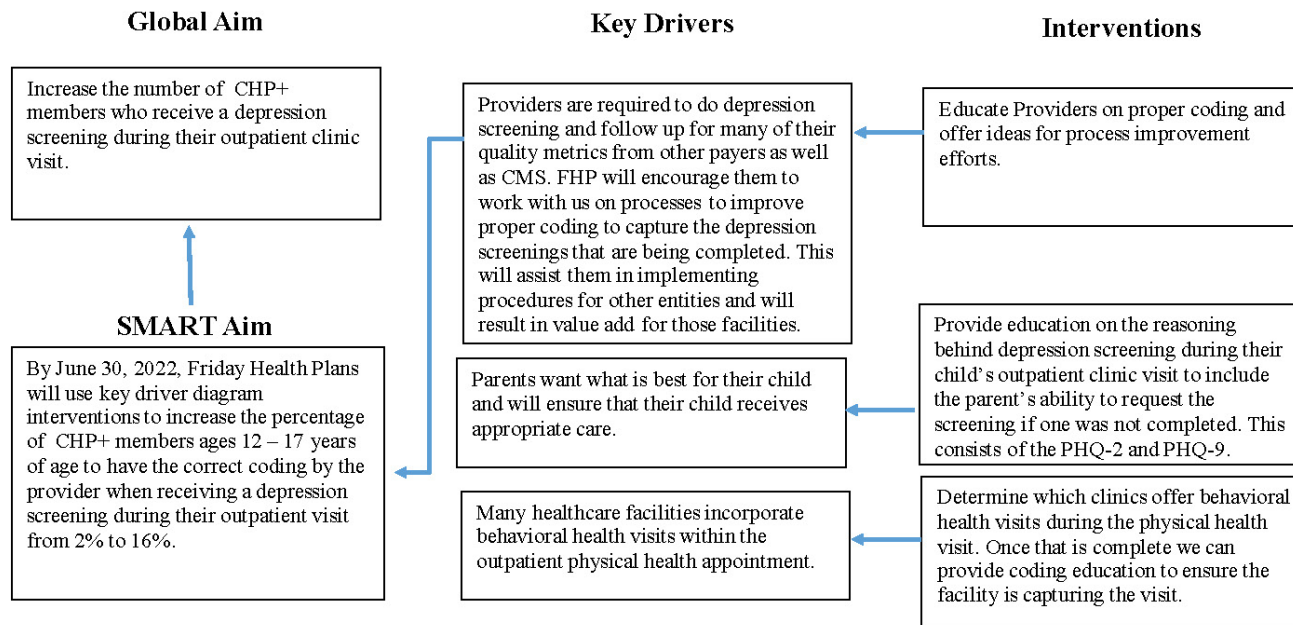 Global Aim
Increase the number of CHP+
members who receive a depression
screening during their outpatient clinic
visit.
SMART Aim
By June 30, 2022, Friday Health Plans
will use key driver diagram
interventions to increase the percentage
of CHP+ members ages 12 – 17 years
of age to have the correct coding by the
provider when receiving a depression
screening during their outpatient visit
from 2% to 16%.
Key Drivers
Providers are required to do depression
screening and follow up for many of their
quality metrics from other payers as well
as CMS. FHP will encourage them to
work with us on processes to improve
proper coding to capture the depression
screenings that are being completed. This
will assist them in implementing
procedures for other entities and will
result in value add for those facilities.
Parents want what is best for their child
and will ensure that their child receives
appropriate care.
Many healthcare facilities incorporate
behavioral health visits within the
outpatient physical health appointment.
Interventions
Educate Providers on proper coding and
offer ideas for process improvement
efforts.
Provide education on the reasoning
behind depression screening during their
child’s outpatient clinic visit to include
the parent’s ability to request the
screening if one was not completed. This
consists of the PHQ-2 and PHQ-9.
Determine which clinics offer behavioral
health visits during the physical health
visit. Once that is complete we can
provide coding education to ensure the
facility is capturing the visit.